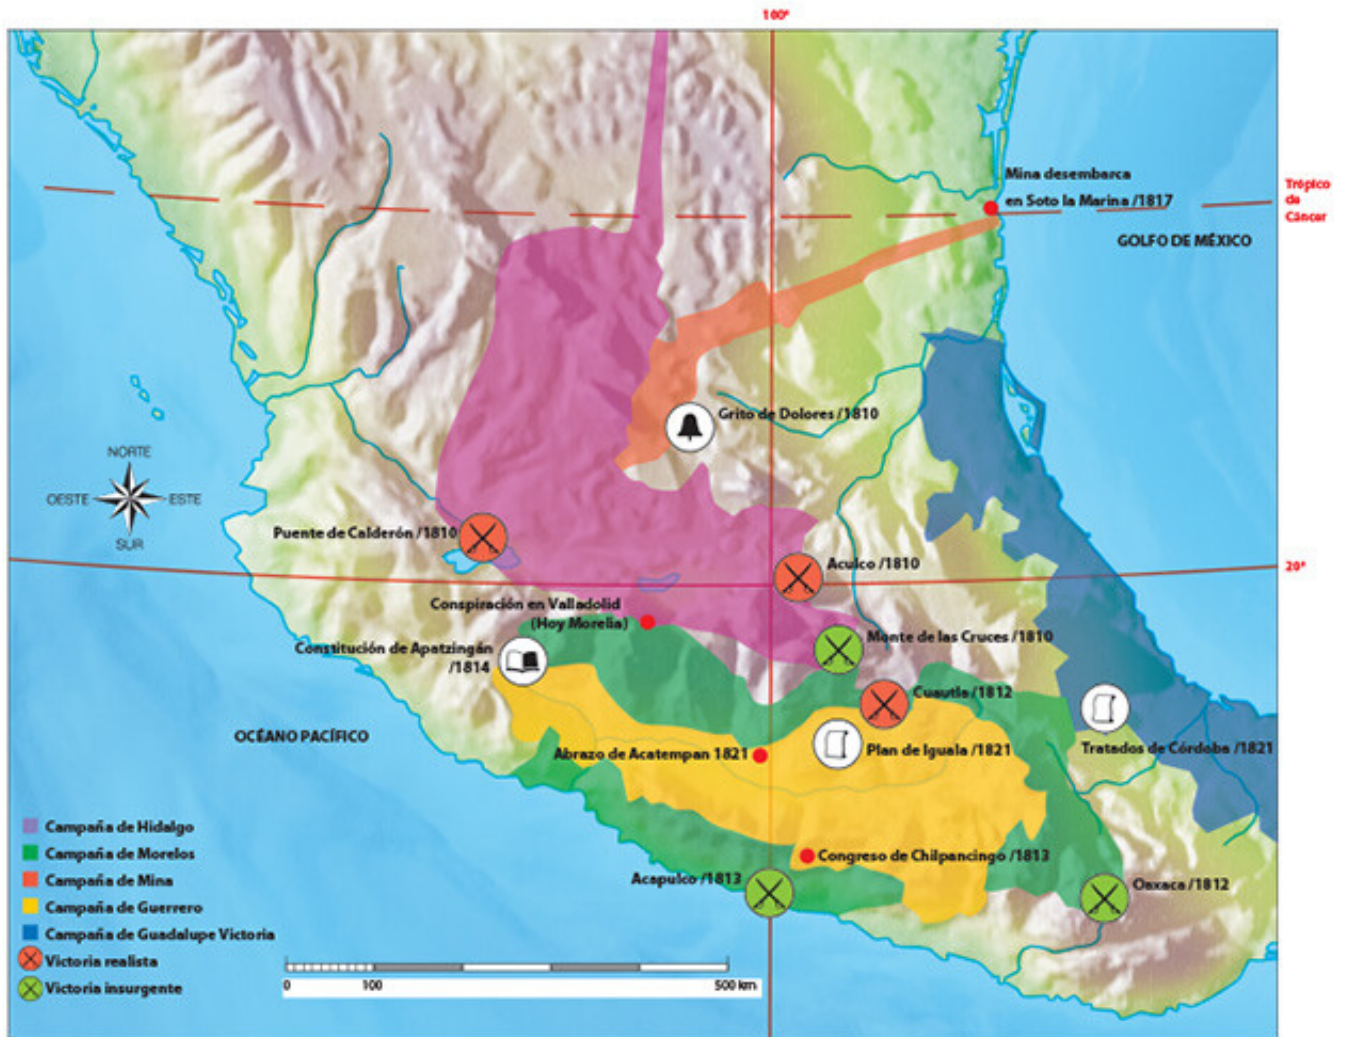 100°
Mina desembarca
en Soto la Marina /1817
Trópico
de
Cáncer
GOLFO DE MÉXICO
Grito de Dolores /1810
NORTE
OESTE
ESTE
SUR
Puente de Calderón /1810
Aculco /1810
20°
Conspiración en Valladolid
(Hoy Morelia)
Monte de las Cruces /1810
Constitución de Apatzingán
/1814
Cuautla /1812
OCÉANO PACÍFICO
Abrazo de Acatempan 1821
Plan de Iguala /1821
Tratados de Córdoba /1821
Campaña de Hidalgo
Campaña de Morelos
Campaña de Mina
Campaña de Guerrero
Campaña de Guadalupe Victoria
Victoria realista
Victoria insurgente
Congreso de Chilpancingo /1813
Acapulco /1813
Oaxaca /1812
0 100 500 km